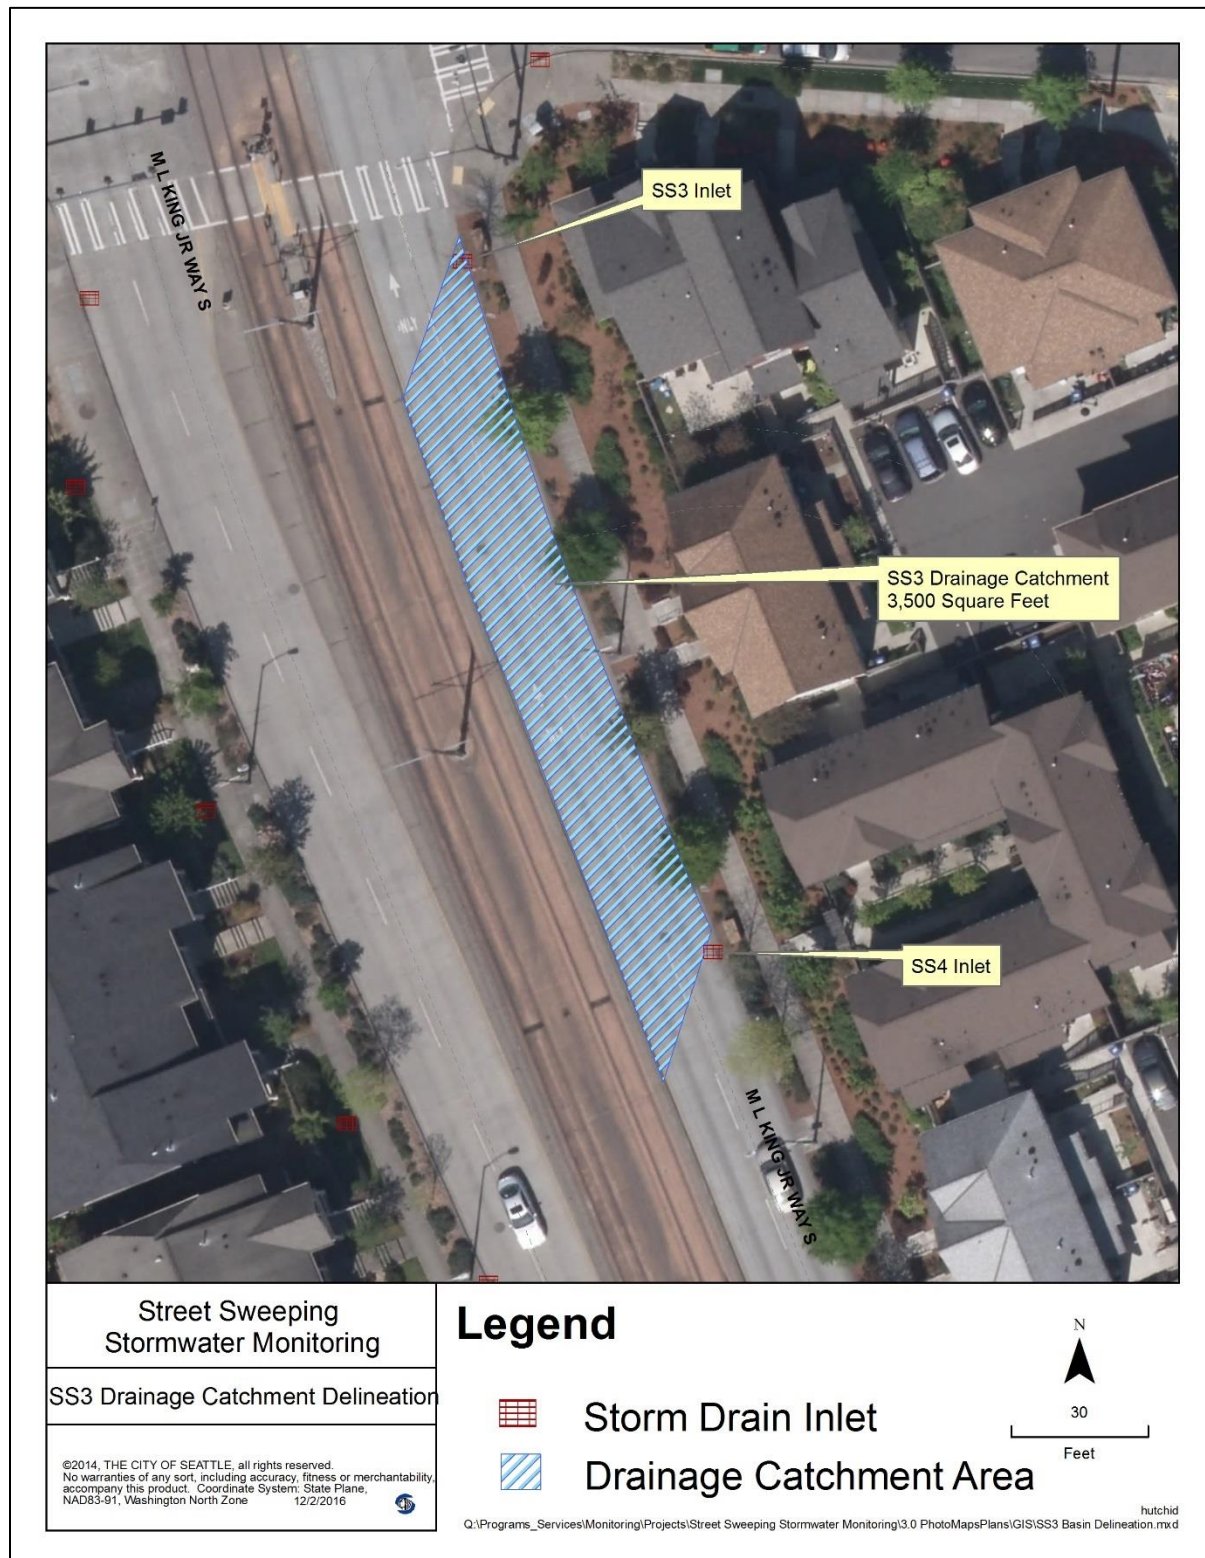 M L KING JR WAY S
SS3 Inlet
SS3 Drainage Catchment
3,500 Square Feet
SS4 Inlet
M L KING JR WAY S
Street Sweeping
Stormwater Monitoring
SS3 Drainage Catchment Delineation
©2014, THE CITY OF SEATTLE, all rights reserved.
No warranties of any sort, including accuracy, fitness or merchantability,
accompany this product.  Coordinate System: State Plane,
NAD83-91, Washington North Zone 12/2/2016
Legend
Storm Drain Inlet
Drainage Catchment Area
N
30
Feet
hutchid
Q:\Programs_Services\Monitoring\Projects\Street Sweeping Stormwater Monitoring\3.0 PhotoMapsPlans\GIS\SS3 Basin Delineation.mxd